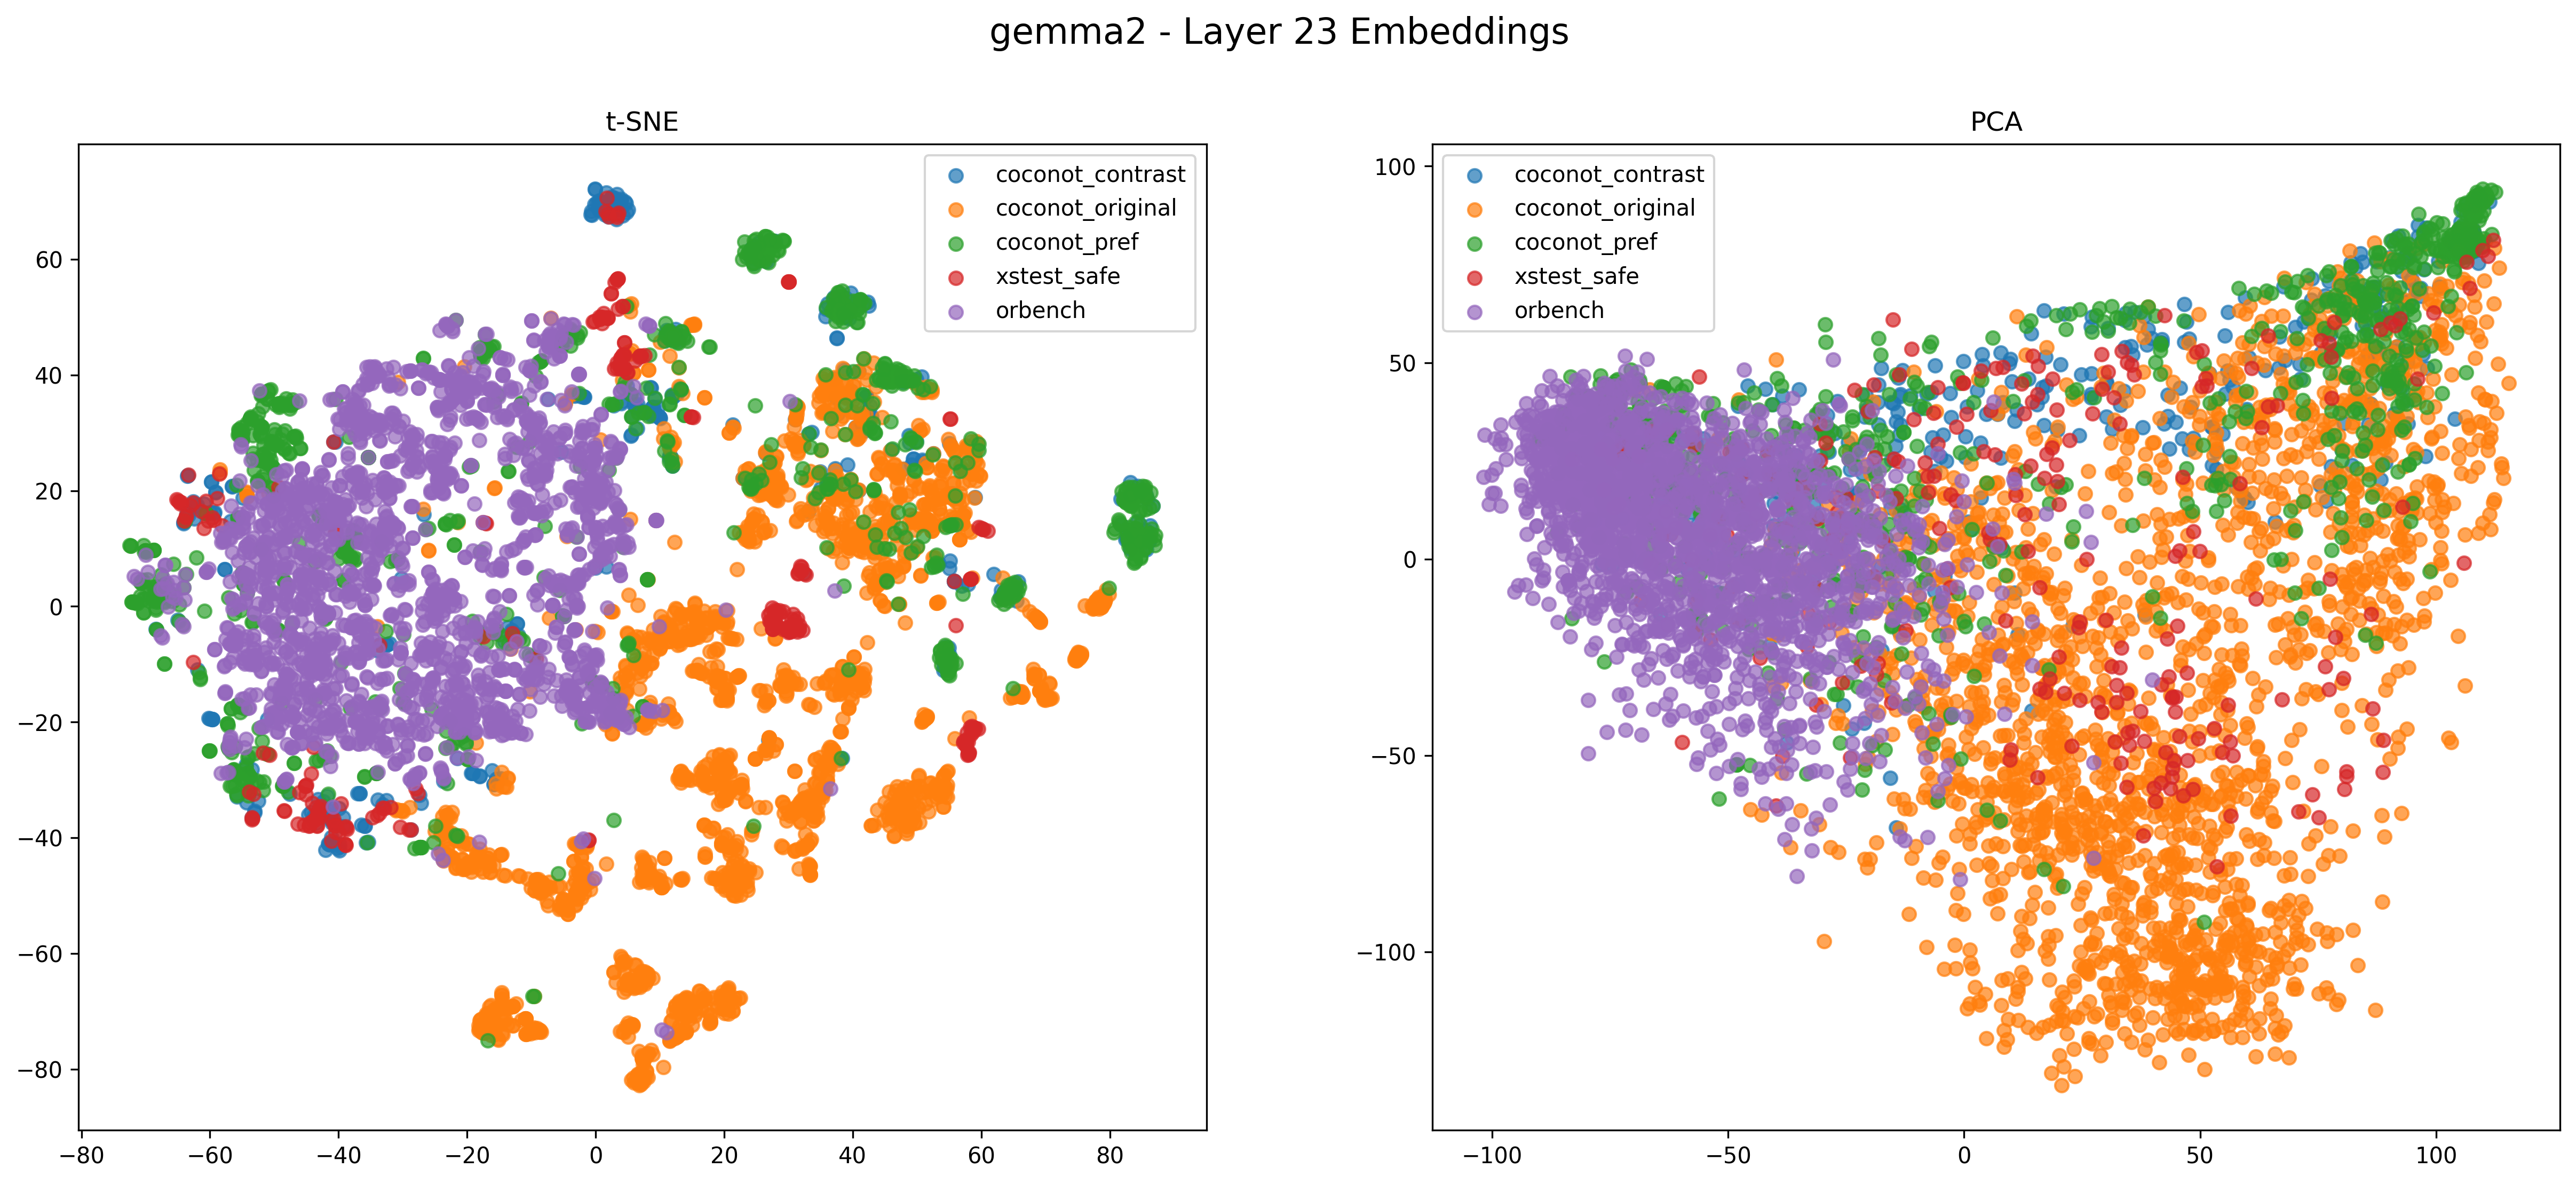 gemma2 - Layer 23 Embeddings
t-SNE
coconot_contrast
coconot_original
coconot_pref
xstest_safe
orbench
60
40
20
0
−20
−40
−60
−80
−80 −60 −40 −20 0 20 40 60 80
PCA
coconot_contrast
coconot_original
coconot_pref
xstest_safe
orbench
100
50
0
−50
−100
−100 −50 0 50 100